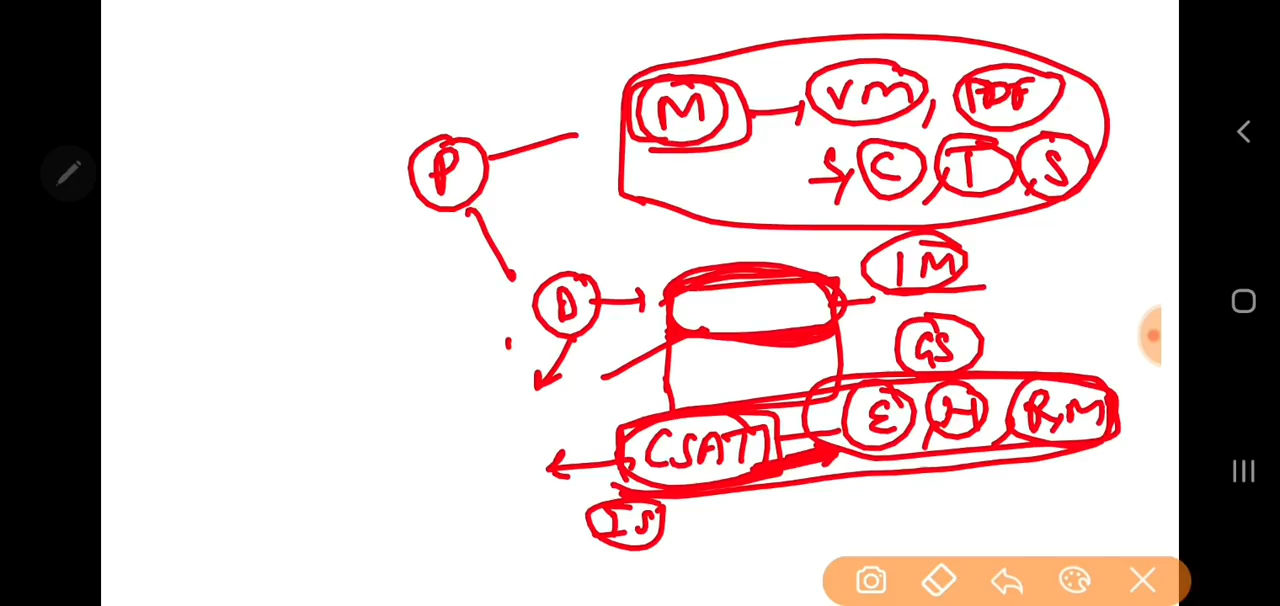 M VM, PDF
P → C, T, S
IM
D
GS
CSAT E, H, R,M
IS